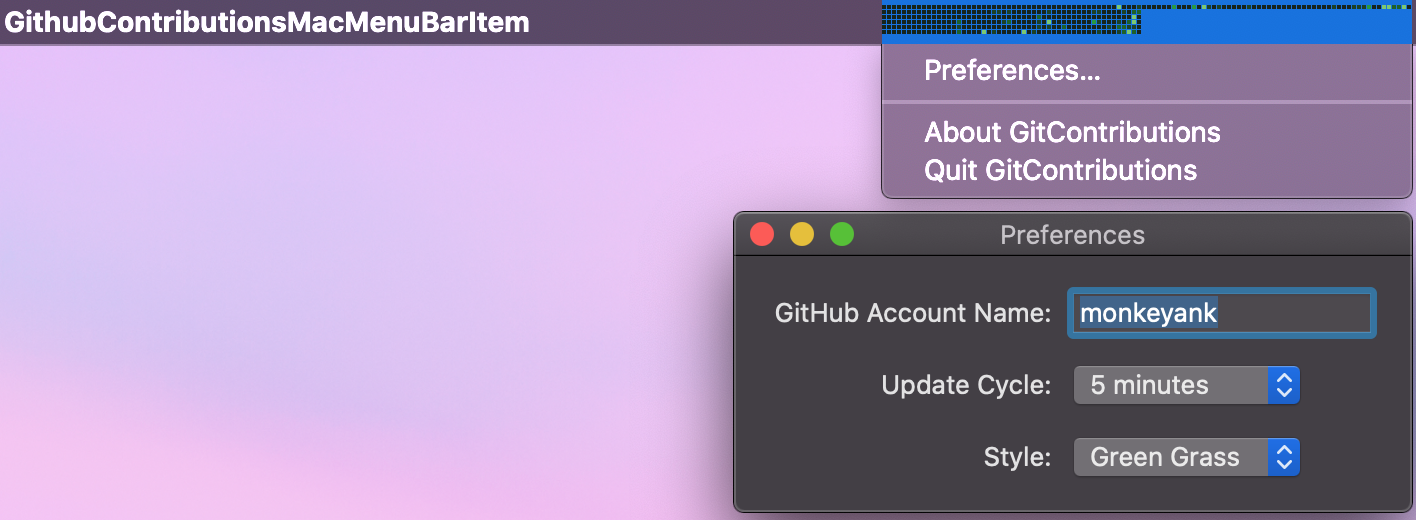 GithubContributionsMacMenuBarItem
Preferences...
About GitContributions
Quit GitContributions
Preferences
GitHub Account Name: monkeyank
Update Cycle: 5 minutes
Style: Green Grass